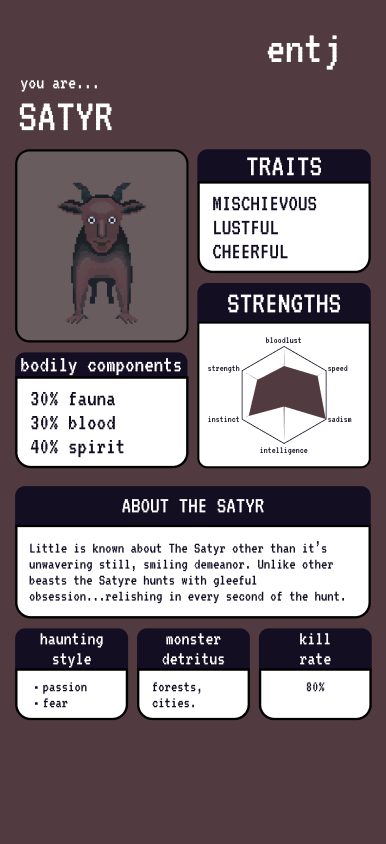 entj
you are...
SATYR
TRAITS
MISCHIEVOUS
LUSTFUL
CHEERFUL
STRENGTHS
bloodlust
strength
speed
instinct
sadism
intelligence
bodily components
30% fauna
30% blood
40% spirit
ABOUT THE SATYR
Little is known about The Satyr other than it's
unwavering still, smiling demeanor. Unlike other
beasts the Satyre hunts with gleeful
obsession...relishing in every second of the hunt.
haunting
style
• passion
• fear
monster
detritus
forests,
cities.
kill
rate
80%